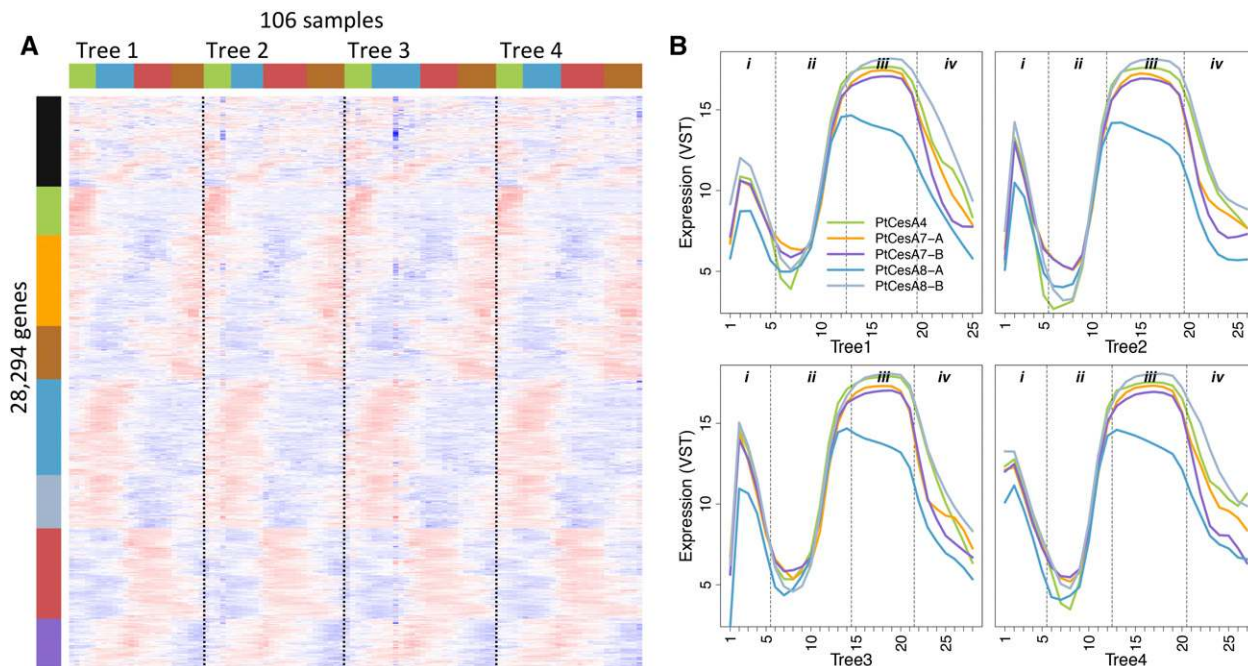 106 samples
A
Tree 1 Tree 2 Tree 3 Tree 4
28,294 genes
B
i ii iii iv
Expression (VST)
15
10
5
PtCesA4
PtCesA7-A
PtCesA7-B
PtCesA8-A
PtCesA8-B
1 5 10 15 20 25
Tree1
i ii iii iv
1 5 10 15 20 25
Tree2
i ii iii iv
Expression (VST)
15
10
5
1 5 10 15 20 25
Tree3
i ii iii iv
1 5 10 15 20 25
Tree4